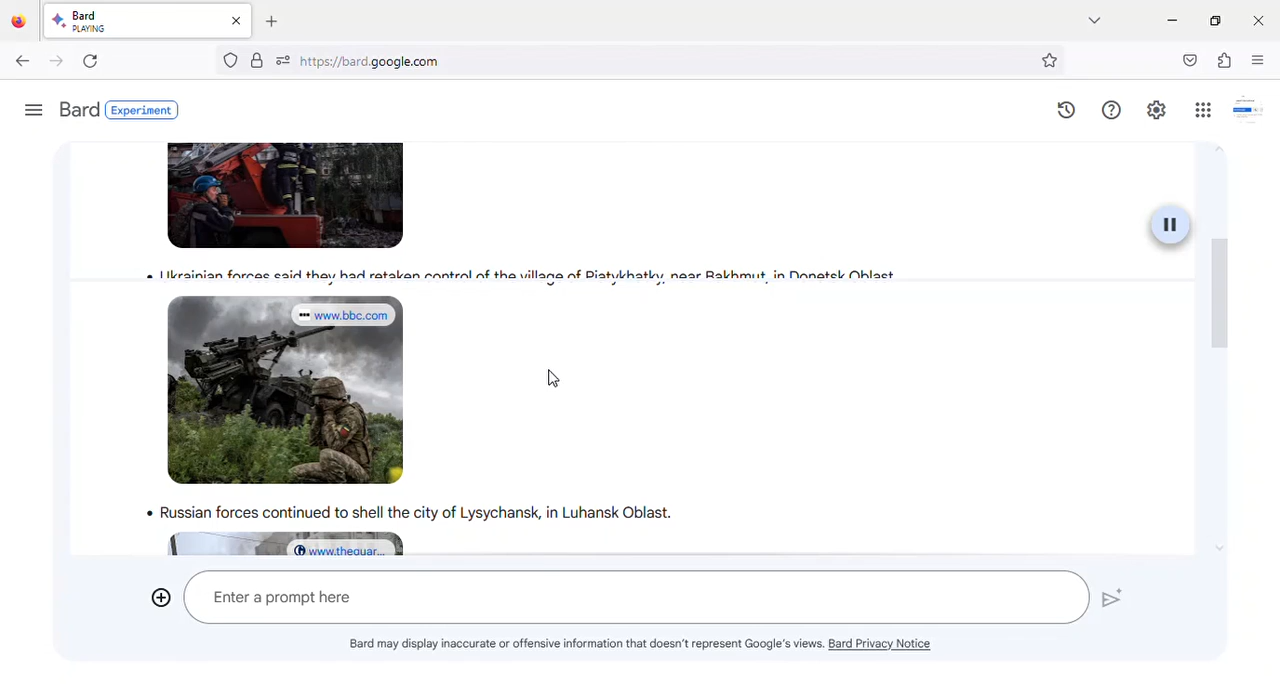 Bard
PLAYING
https://bard.google.com
Bard Experiment
• Ukrainian forces said they had retaken control of the village of Piatykhatky, near Bakhmut, in Donetsk Oblast.
www.bbc.com
• Russian forces continued to shell the city of Lysychansk, in Luhansk Oblast.
www.theguar...
Enter a prompt here
Bard may display inaccurate or offensive information that doesn't represent Google's views. Bard Privacy Notice